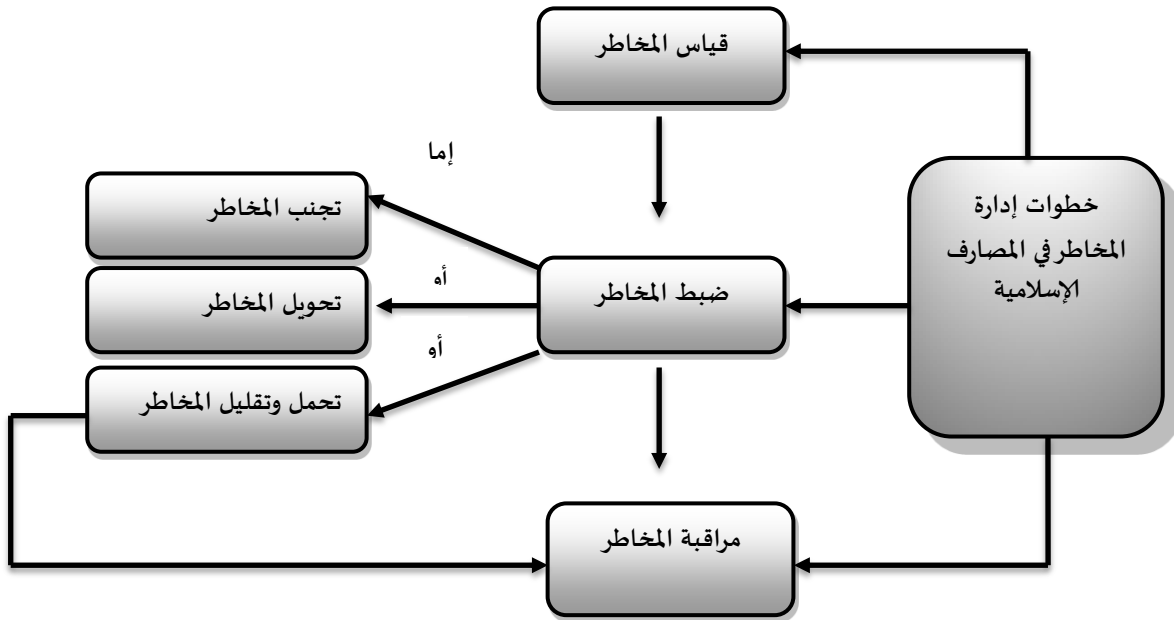 قياس المخاطر
خطوات إدارة
المخاطر في المصارف
الإسلامية
ضبط المخاطر
إما
تجنب المخاطر
أو
تحويل المخاطر
أو
تحمل وتقليل المخاطر
مراقبة المخاطر